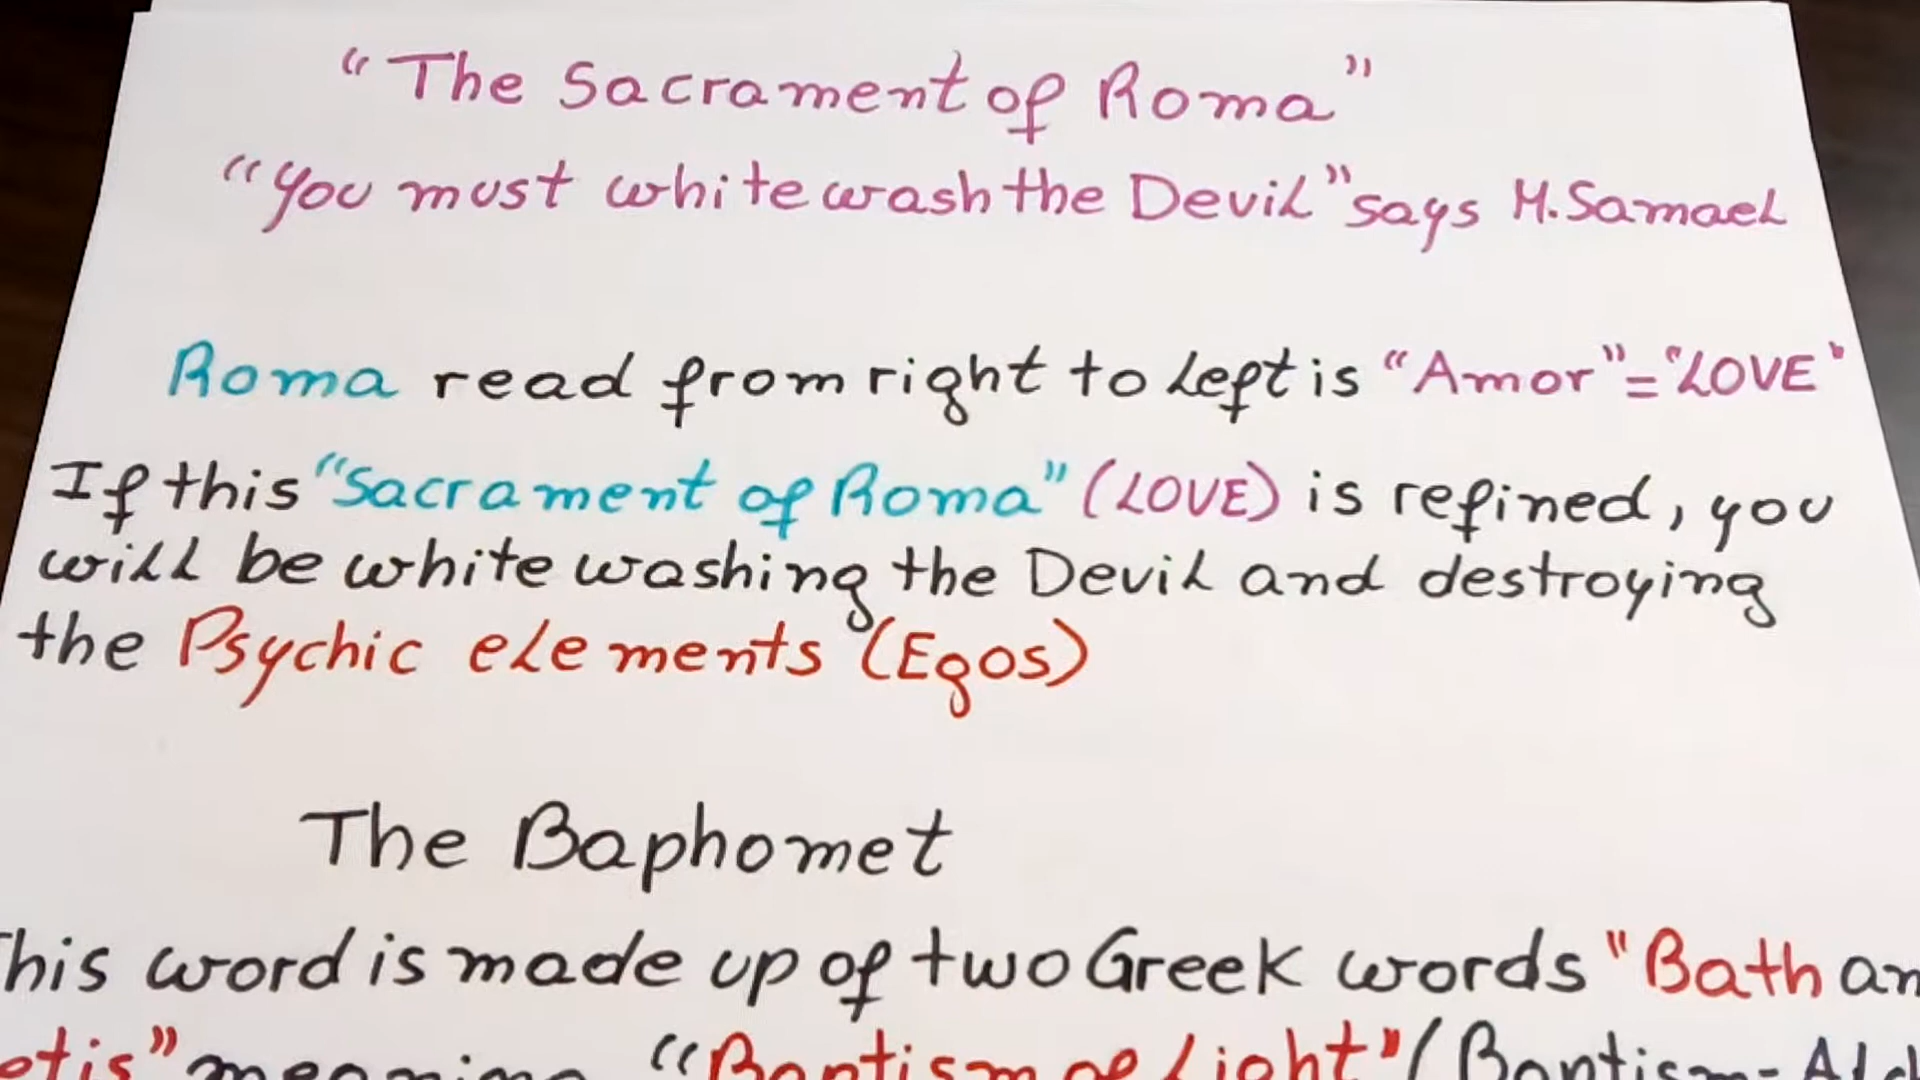 "The Sacrament of Roma"
"You must white wash the Devil" says M. Samael
Roma read from right to left is "Amor" = "LOVE"
If this "Sacrament of Roma" (LOVE) is refined, you
will be white washing the Devil and destroying
the Psychic elements (Egos)
The Baphomet
This word is made up of two Greek words "Bath an
otis" meaning "Baptism of Light" (Baptism-